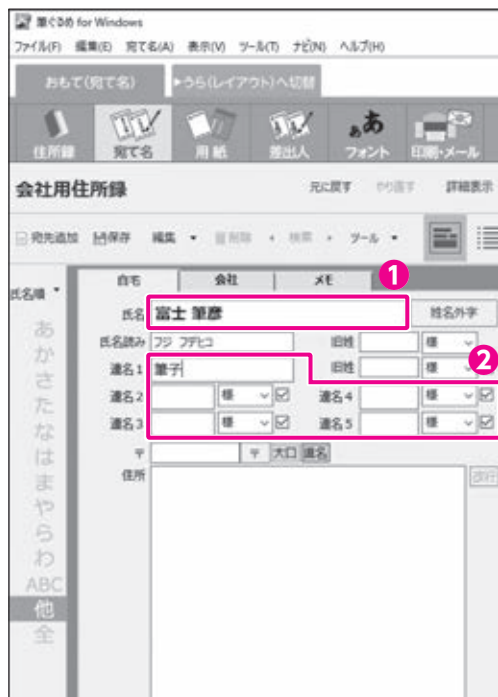 筆ぐるめ for Windows
ファイル(F) 編集(E) 宛て名(A) 表示(V) ツール(T) ナビ(N) ヘルプ(H)
おもて(宛て名) ▶うら(レイアウト)へ切替
住所録 宛て名 用紙 差出人 フォント 印刷・メール
会社用住所録 元に戻す やり直す 詳細表示
宛先追加 保存 編集 削除 検索 ツール
自宅 会社 メモ ❶
氏名順
氏名 富士 筆彦 姓名外字
氏名読み フジ フデヒコ 旧姓 様 ❷
連名1 筆子 旧姓 様
連名2 様 連名4 様
連名3 様 連名5 様
〒 〒 大口 連名
住所 改行
あ
か
さ
た
な
は
ま
や
ら
わ
ABC
他
全